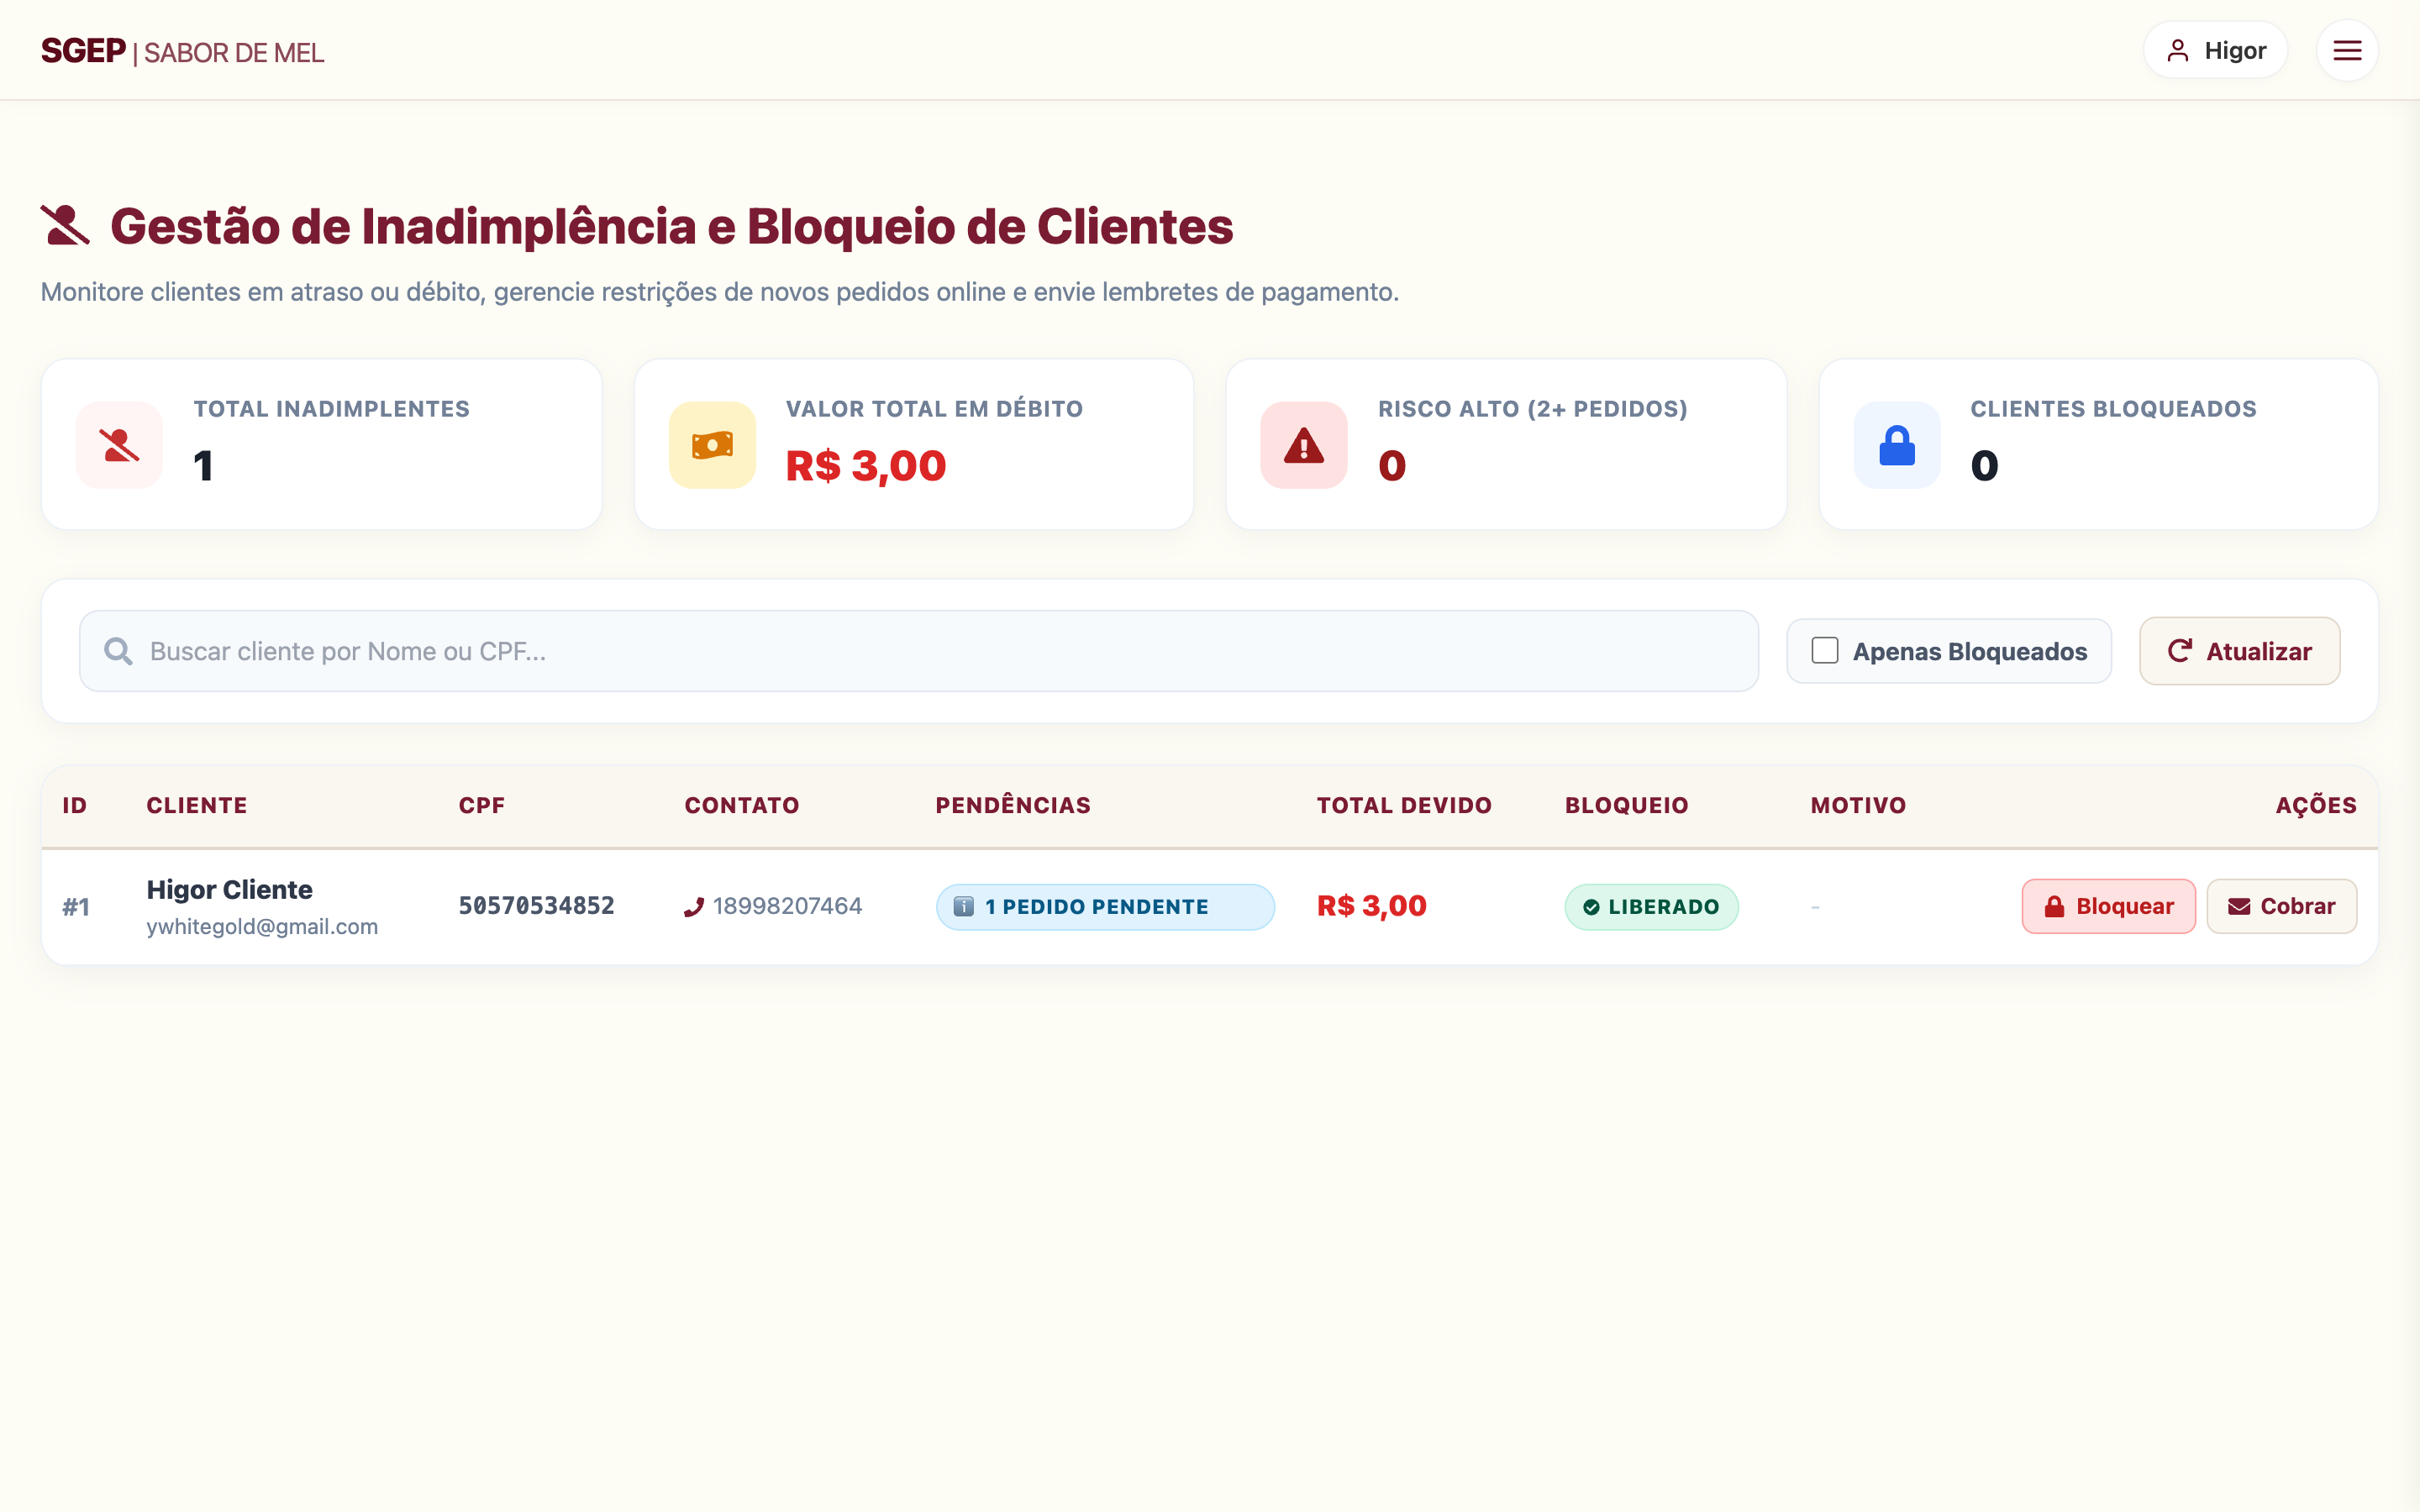 SGEP | SABOR DE MEL
Higor
Gestão de Inadimplência e Bloqueio de Clientes
Monitore clientes em atraso ou débito, gerencie restrições de novos pedidos online e envie lembretes de pagamento.
TOTAL INADIMPLENTES
1
VALOR TOTAL EM DÉBITO
R$ 3,00
RISCO ALTO (2+ PEDIDOS)
0
CLIENTES BLOQUEADOS
0
Buscar cliente por Nome ou CPF...
Apenas Bloqueados
Atualizar
ID CLIENTE CPF CONTATO PENDÊNCIAS TOTAL DEVIDO BLOQUEIO MOTIVO AÇÕES
#1 Higor Cliente 50570534852 18998207464 1 PEDIDO PENDENTE R$ 3,00 LIBERADO - Bloquear Cobrar
ywhitegold@gmail.com